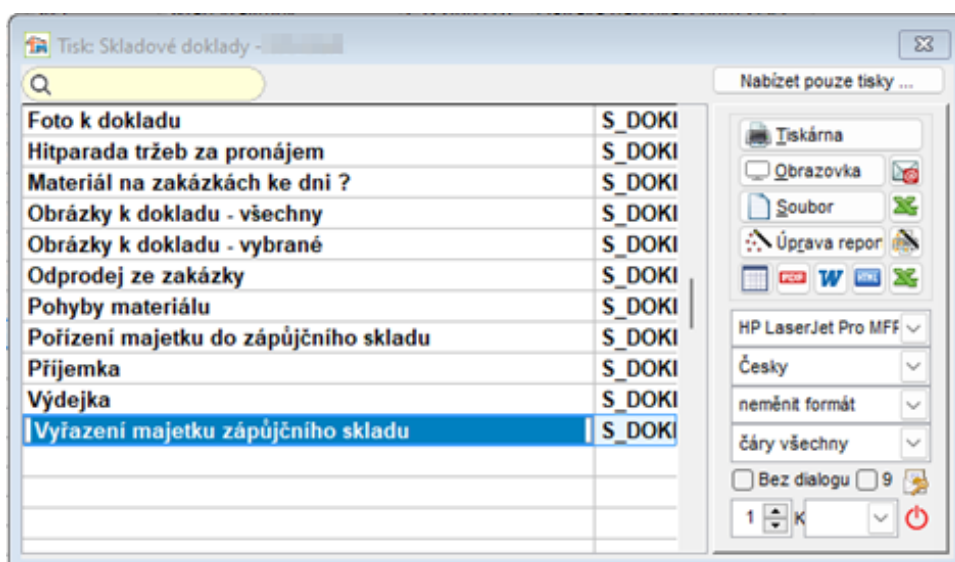 Tisk: Skladové doklady -
Nabízet pouze tisky ...
Foto k dokladu S_DOKI
Hitparada tržeb za pronájem S_DOKI
Materiál na zakázkách ke dni ? S_DOKI
Obrázky k dokladu - všechny S_DOKI
Obrázky k dokladu - vybrané S_DOKI
Odprodej ze zakázky S_DOKI
Pohyby materiálu S_DOKI
Pořízení majetku do zápůjčního skladu S_DOKI
Příjemka S_DOKI
Výdejka S_DOKI
Vyřazení majetku zápůjčního skladu S_DOKI
Tiskárna
Obrazovka
Soubor
Úprava repor
PDF W HTML
HP LaserJet Pro MFF
Česky
neměnit formát
čáry všechny
Bez dialogu 9
1 K